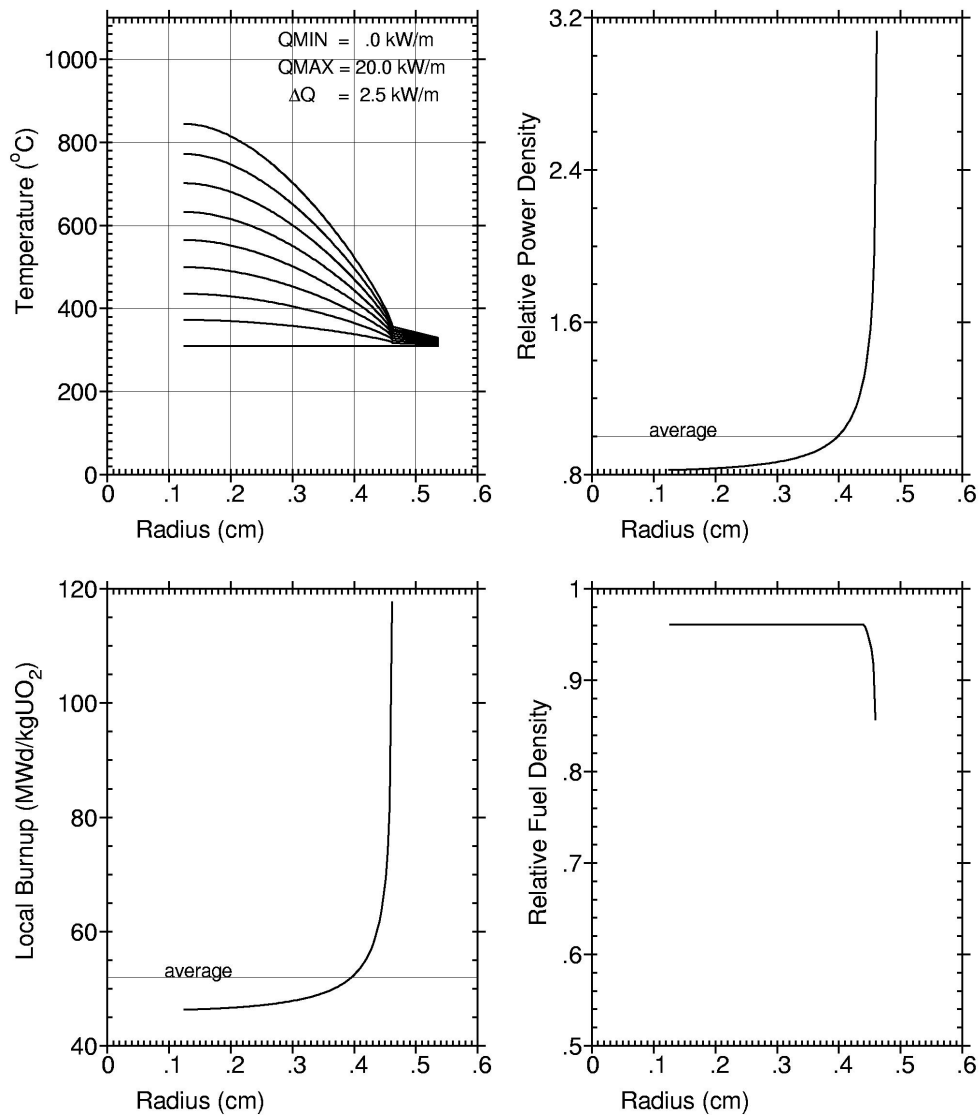 QMIN = .0 kW/m
QMAX = 20.0 kW/m
ΔQ = 2.5 kW/m
1000
800
600
400
200
0
Temperature (°C)
0 .1 .2 .3 .4 .5 .6
Radius (cm)
3.2
2.4
1.6
.8
Relative Power Density
average
0 .1 .2 .3 .4 .5 .6
Radius (cm)
120
100
80
60
40
Local Burnup (MWd/kgUO₂)
average
0 .1 .2 .3 .4 .5 .6
Radius (cm)
1
.9
.8
.7
.6
.5
Relative Fuel Density
0 .1 .2 .3 .4 .5 .6
Radius (cm)